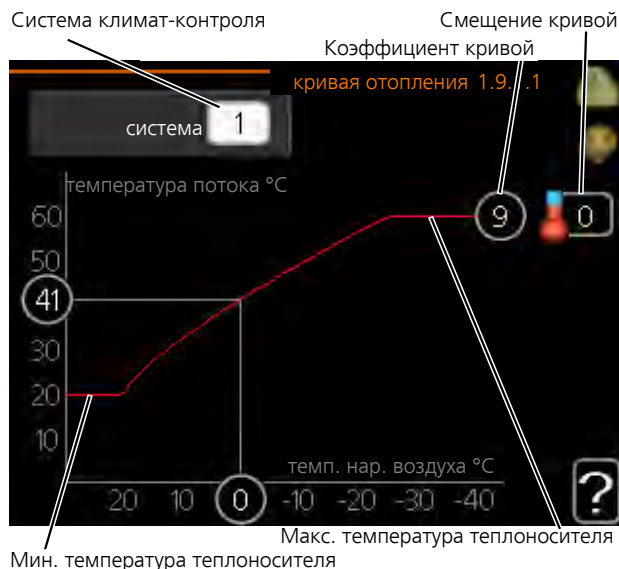 Система климат-контроля
Смещение кривой
Коэффициент кривой
кривая отопления 1.9.1.1
система 1
температура потока °C
60
9
0
50
41
30
20
10
темп. нар. воздуха °C
20 10 0 -10 -20 -30 -40
?
Макс. температура теплоносителя
Мин. температура теплоносителя